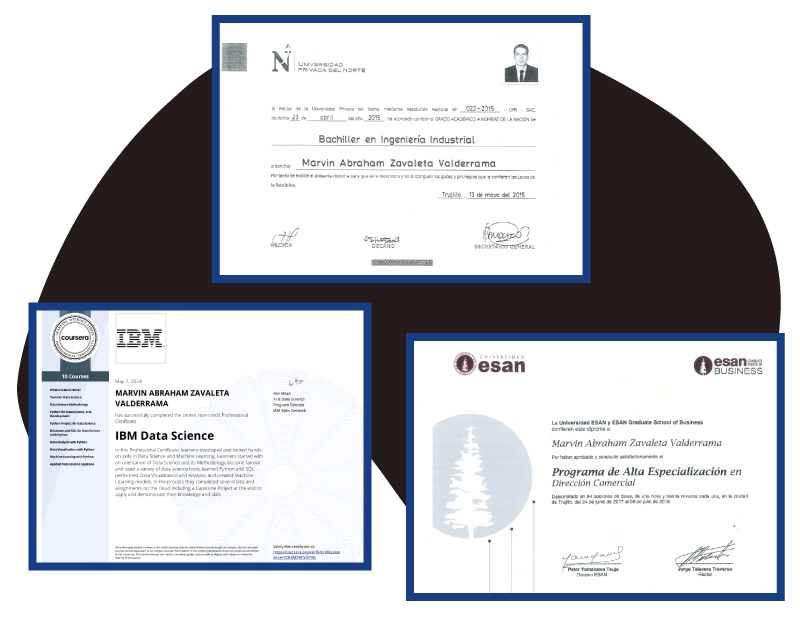 UNIVERSIDAD
PRIVADA DEL NORTE
El Rector de la Universidad Privada del Norte, mediante Resolución Rectoral N° 022-2015 - UPN - SAC,
de fecha 23 de abril del año 2015, ha acordado conferir el GRADO ACADÉMICO A NOMBRE DE LA NACIÓN de
Bachiller en Ingeniería Industrial
a don/ña: Marvin Abraham Zavaleta Valderrama
Por tanto se expide el presente diploma para que se le reconozca y se le otorguen los goces y privilegios que le confieren las Leyes de
la República.
Trujillo, 13 de mayo del 2015
RECTOR
DECANO
SECRETARIO GENERAL
coursera
10 Courses
What is Data Science?
Tools for Data Science
Data Science Methodology
Python for Data Science, AI &
Development
Python Project for Data Science
Databases and SQL for Data Science
with Python
Data Analysis with Python
Data Visualization with Python
Machine Learning with Python
Applied Data Science Capstone
IBM
May 7, 2024
MARVIN ABRAHAM ZAVALETA
VALDERRAMA
has successfully completed the online, non-credit Professional
Certificate
IBM Data Science
In this Professional Certificate learners developed and honed hands-
on skills in Data Science and Machine Learning. Learners started with
an orientation of Data Science and its Methodology, became familiar
and used a variety of data science tools, learned Python and SQL,
performed Data Visualization and Analysis, and created Machine
Learning models. In the process they completed several labs and
assignments on the cloud including a Capstone Project at the end to
apply and demonstrate their knowledge and skills.
AI & Data Science
Program Director
IBM Skills Network
Verify this certificate at:
UNIVERSIDAD
esan
esan
BUSINESS
La Universidad ESAN y ESAN Graduate School of Business
confieren este diploma a:
Marvin Abraham Zavaleta Valderrama
Por haber aprobado y concluido satisfactoriamente el
Programa de Alta Especialización en
Dirección Comercial
Desarrollado en 84 sesiones de clase, de una hora y treinta minutos cada una, en la ciudad
de Trujillo, del 24 de junio de 2017 al 08 de julio de 2018.
Peter Yamakawa Tsuja
Decano ESAN
Jorge Talavera Traverso
Rector